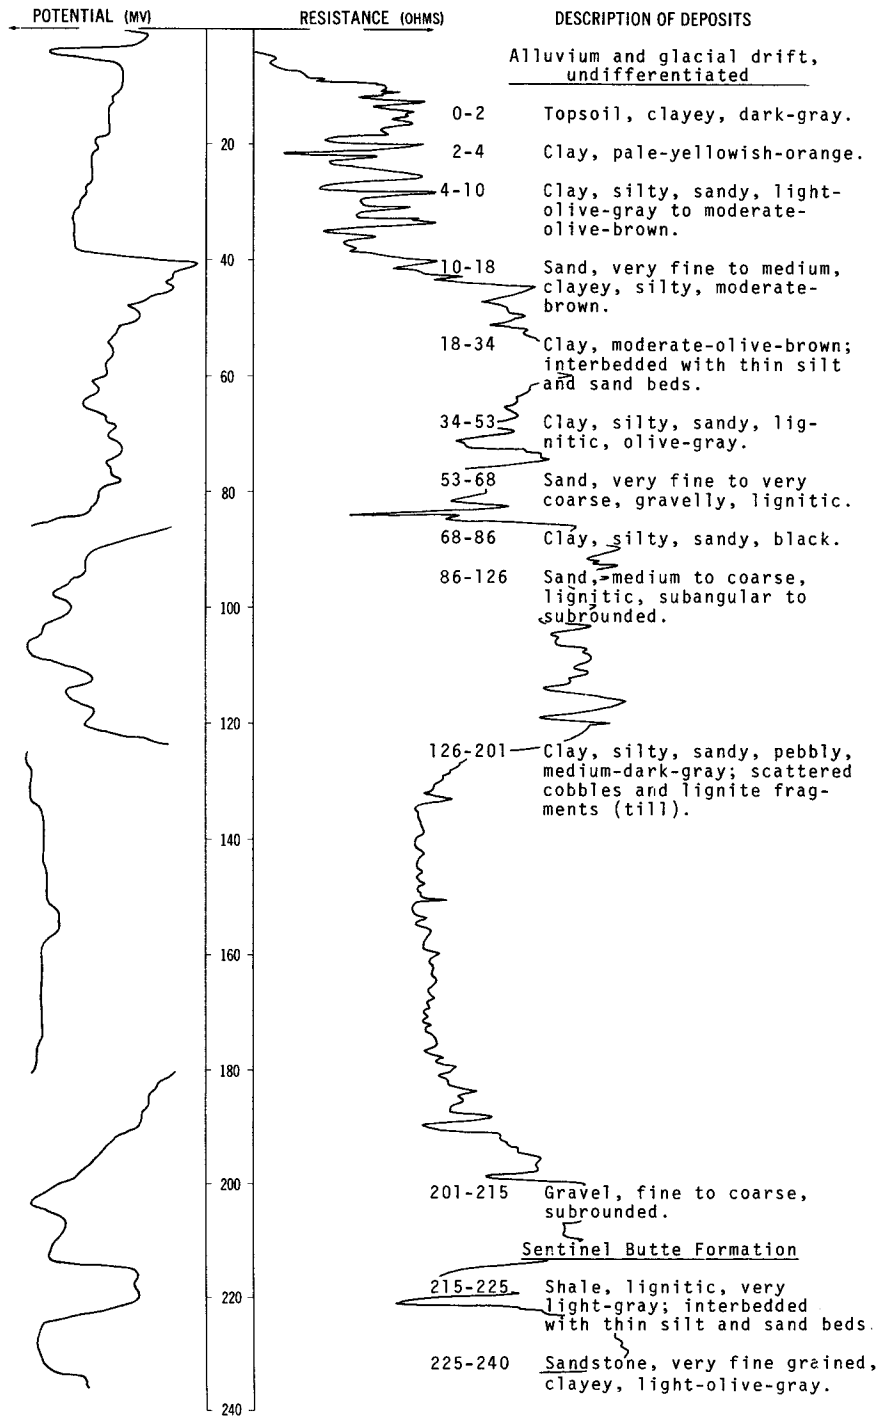 POTENTIAL (MV) RESISTANCE (OHMS) DESCRIPTION OF DEPOSITS
Alluvium and glacial drift,
undifferentiated
0-2 Topsoil, clayey, dark-gray.
20
2-4 Clay, pale-yellowish-orange.
4-10 Clay, silty, sandy, light-
olive-gray to moderate-
olive-brown.
40
10-18 Sand, very fine to medium,
clayey, silty, moderate-
brown.
18-34 Clay, moderate-olive-brown;
interbedded with thin silt
60
and sand beds.
34-53 Clay, silty, sandy, lig-
nitic, olive-gray.
53-68 Sand, very fine to very
80
coarse, gravelly, lignitic.
68-86 Clay, silty, sandy, black.
86-126 Sand, medium to coarse,
lignitic, subangular to
100
subrounded.
120
126-201 Clay, silty, sandy, pebbly,
medium-dark-gray; scattered
cobbles and lignite frag-
ments (till).
140
160
180
200
201-215 Gravel, fine to coarse,
subrounded.
Sentinel Butte Formation
215-225 Shale, lignitic, very
220
light-gray; interbedded
with thin silt and sand beds.
225-240 Sandstone, very fine grained,
clayey, light-olive-gray.
240